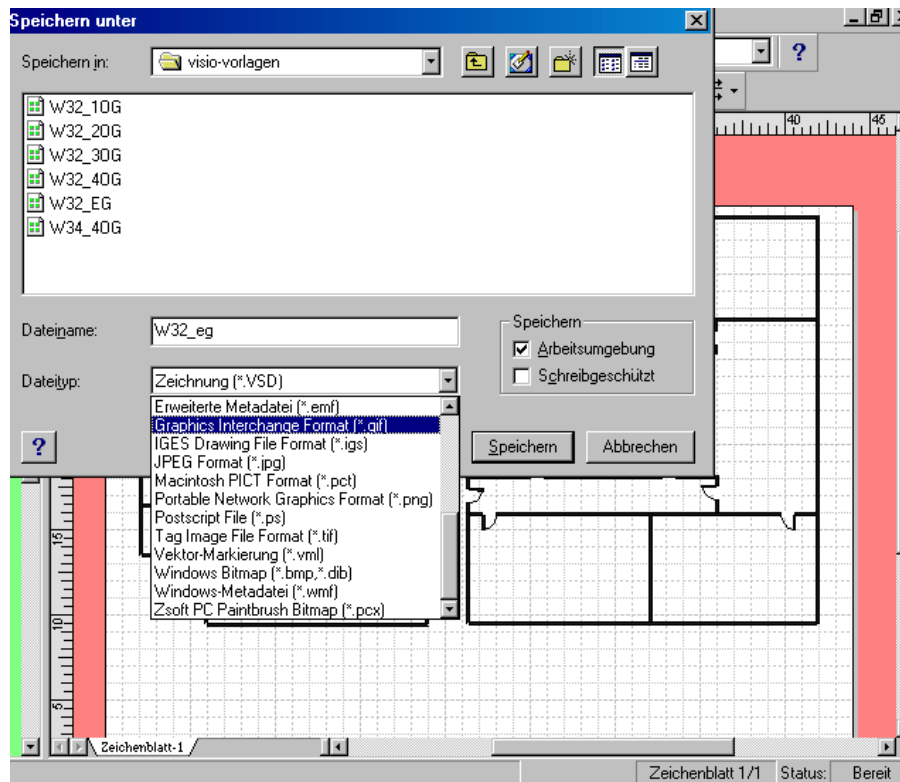 Speichern unter
?
Speichern in: visio-vorlagen
40 45
W32_1OG
W32_2OG
W32_3OG
W32_4OG
W32_EG
W34_4OG
Dateiname: W32_eg
Speichern
Arbeitsumgebung
Schreibgeschützt
Dateityp: Zeichnung (*.VSD)
Erweiterte Metadatei (*.emf)
Graphics Interchange Format (*.gif)
IGES Drawing File Format (*.igs)
JPEG Format (*.jpg)
Macintosh PICT Format (*.pct)
Portable Network Graphics Format (*.png)
Postscript File (*.ps)
Tag Image File Format (*.tif)
Vektor-Markierung (*.vml)
Windows Bitmap (*.bmp,*.dib)
Windows-Metadatei (*.wmf)
Zsoft PC Paintbrush Bitmap (*.pcx)
?
Speichern Abbrechen
15
10
5
Zeichenblatt-1
Zeichenblatt 1/1 Status: Bereit